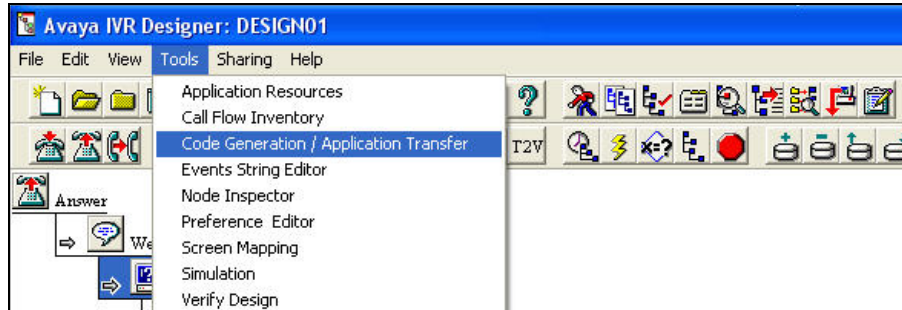 Avaya IVR Designer: DESIGN01
File Edit View Tools Sharing Help
Application Resources
Call Flow Inventory
Code Generation / Application Transfer
T2V
Events String Editor
Answer
Node Inspector
Preference Editor
Screen Mapping
Simulation
Verify Design